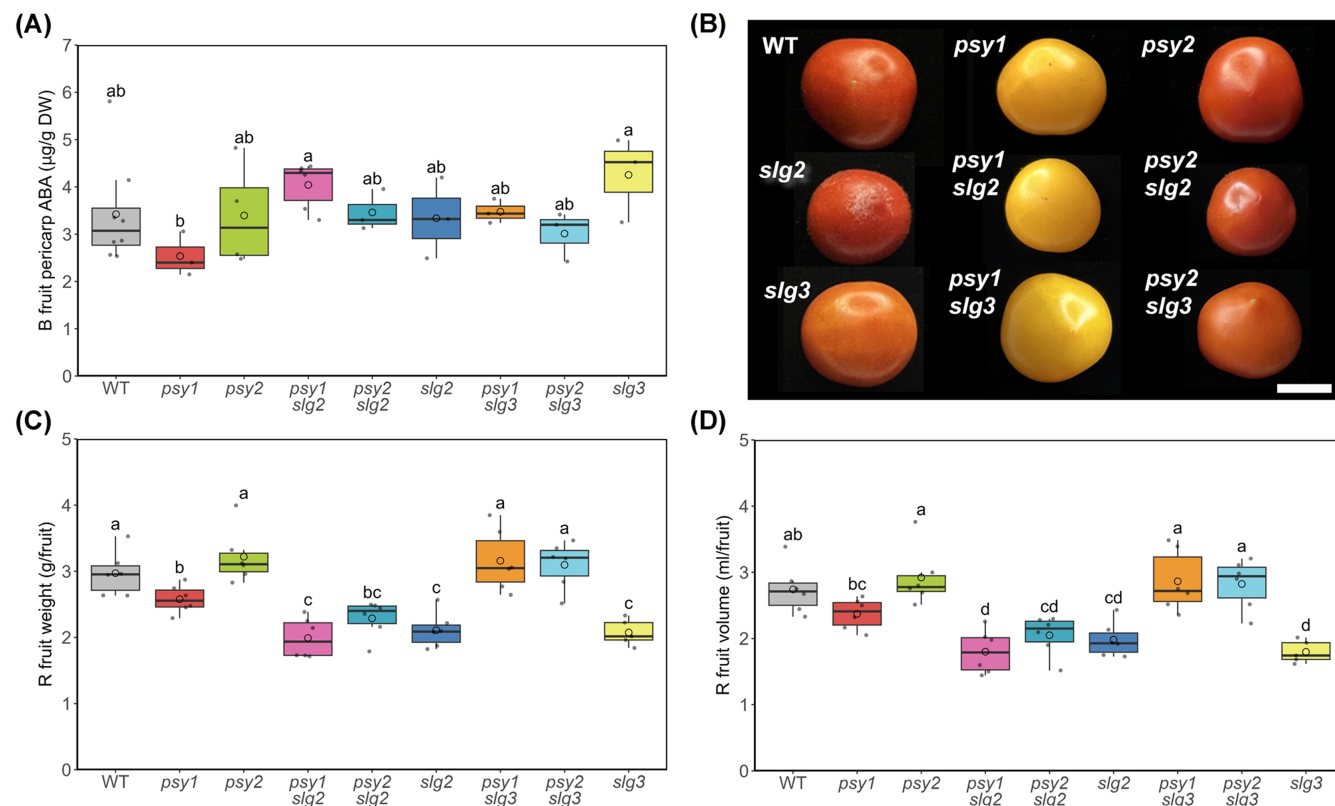 (A)
B fruit pericarp ABA (µg/g DW)
7
6
5
4
3
2
1
0
ab
b
ab
a
ab
ab
ab
ab
a
WT
psy1
psy2
psy1
slg2
psy2
slg2
slg2
psy1
slg3
psy2
slg3
slg3
(B)
WT
psy1
psy2
slg2
psy1
slg2
psy2
slg2
slg3
psy1
slg3
psy2
slg3
(C)
R fruit weight (g/fruit)
5
4
3
2
1
0
a
b
a
c
bc
c
a
a
c
WT
psy1
psy2
psy1
slg2
psy2
slg2
slg2
psy1
slg3
psy2
slg3
slg3
(D)
R fruit volume (ml/fruit)
5
4
3
2
1
0
ab
bc
a
d
cd
cd
a
a
d
WT
psy1
psy2
psy1
slg2
psy2
slg2
slg2
psy1
slg3
psy2
slg3
slg3